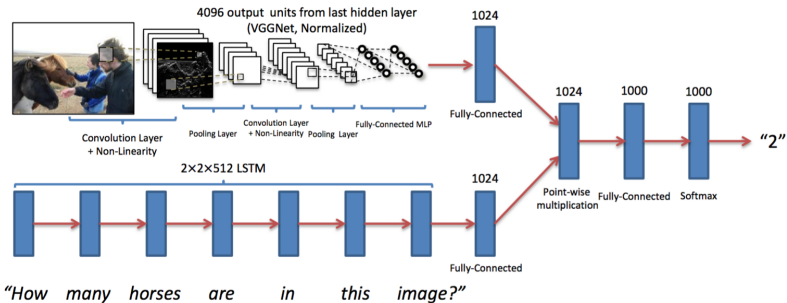 4096 output units from last hidden layer
(VGGNet, Normalized)
Convolution Layer
+ Non-Linearity
Pooling Layer
Convolution Layer
+ Non-Linearity
Pooling Layer
Fully-Connected MLP
1024
Fully-Connected
2×2×512 LSTM
1024
Fully-Connected
1024
Point-wise
multiplication
1000
Fully-Connected
1000
Softmax
“2”
“How many horses are in this image?”